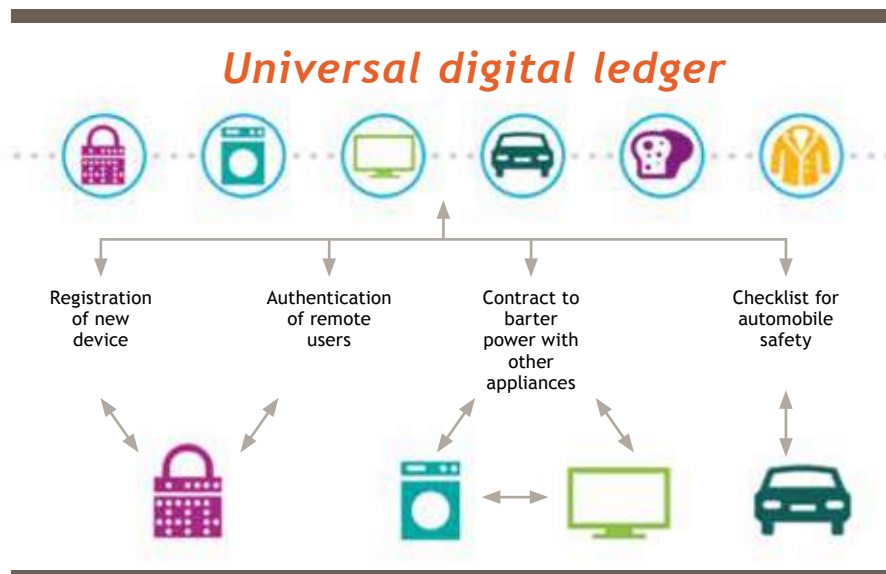 Universal digital ledger
Registration
of new
device
Authentication
of remote
users
Contract to
barter
power with
other
appliances
Checklist for
automobile
safety